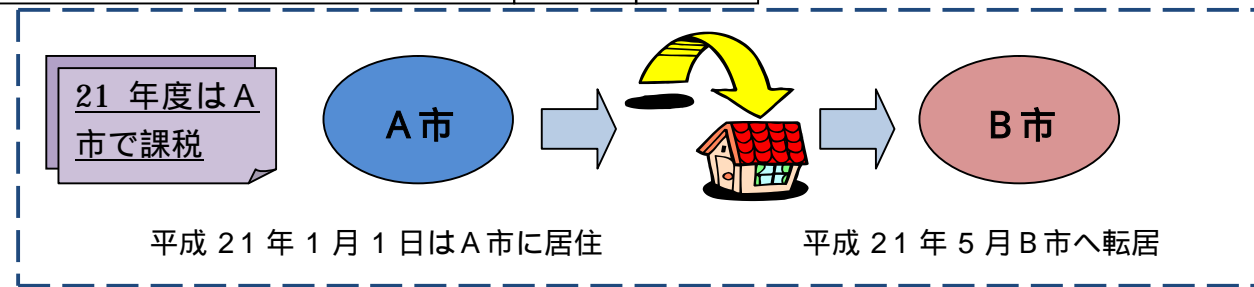 21 年度はA
市で課税
A市
B市
平成 21 年 1 月 1 日はA市に居住
平成 21 年 5 月B市へ転居